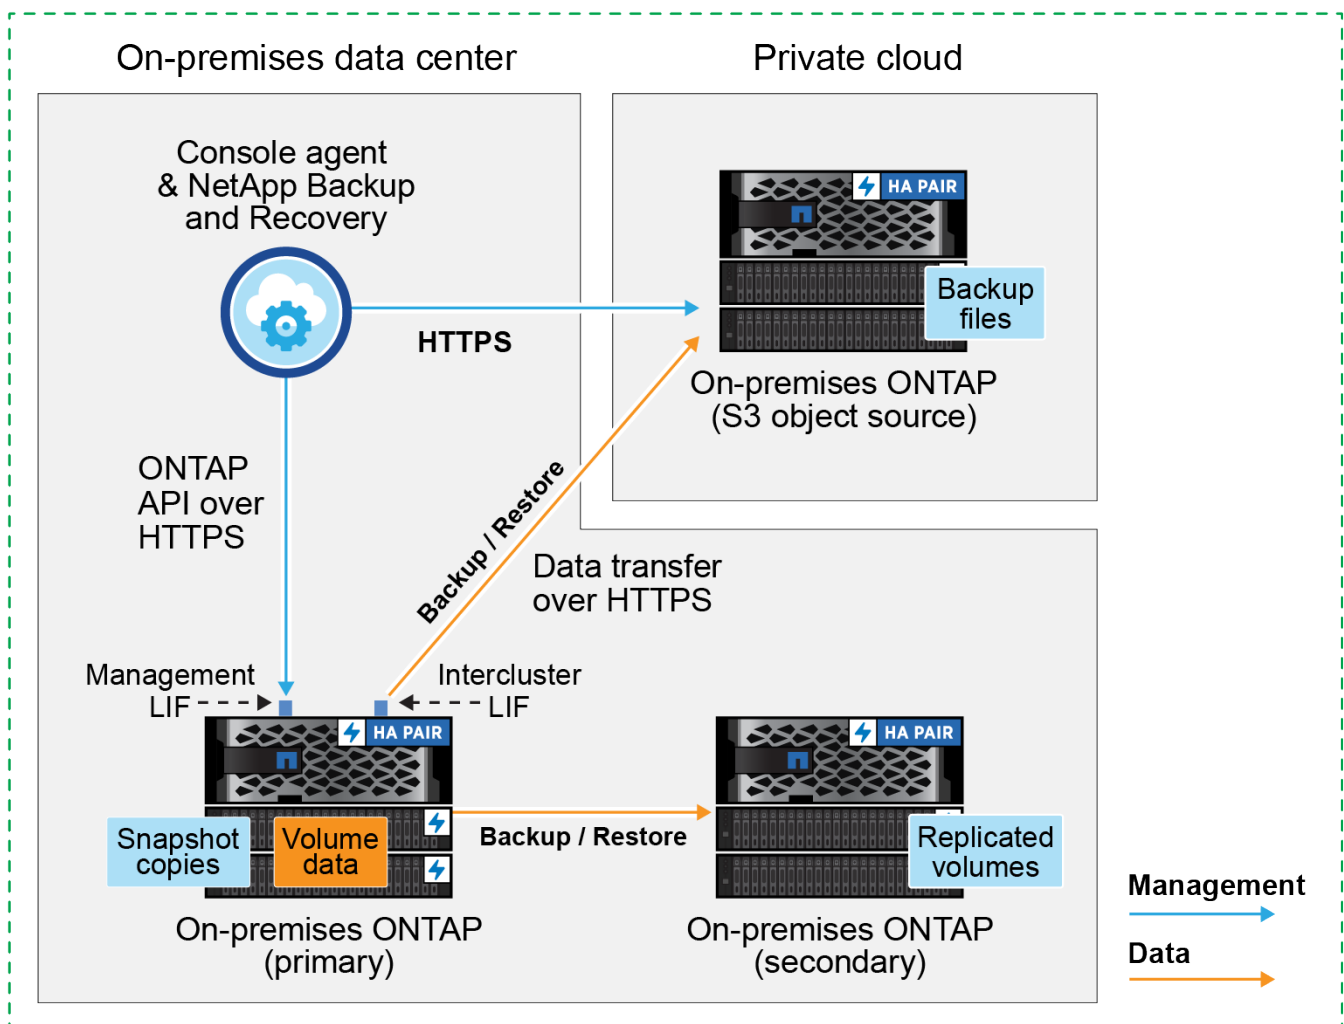 On-premises data center
Private cloud
Console agent
& NetApp Backup
and Recovery
HA PAIR
Backup
files
HTTPS
On-premises ONTAP
(S3 object source)
ONTAP
API over
HTTPS
Backup / Restore
Data transfer
over HTTPS
Management
LIF
Intercluster
LIF
HA PAIR
HA PAIR
Snapshot
copies
Volume
data
Backup / Restore
Replicated
volumes
On-premises ONTAP
(primary)
On-premises ONTAP
(secondary)
Management
Data